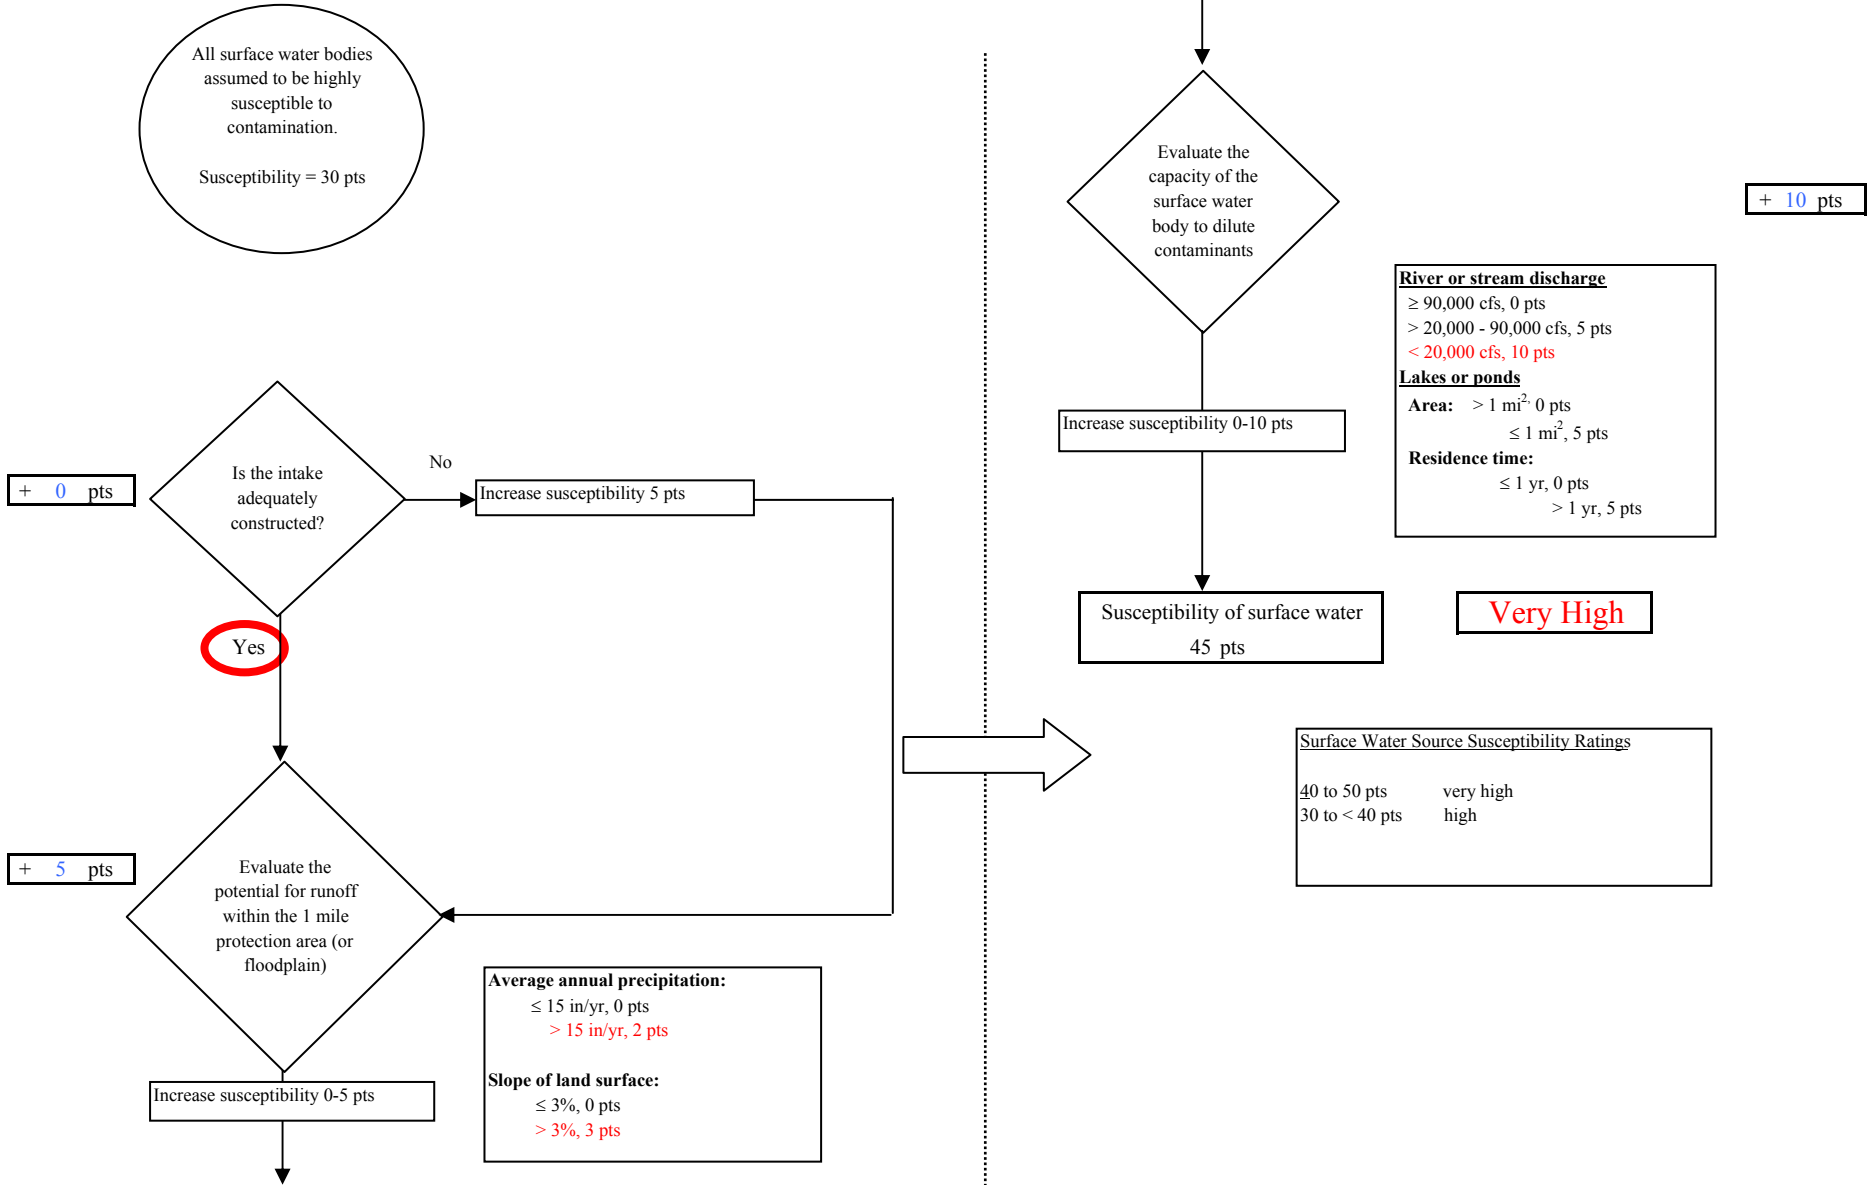 All surface water bodies
assumed to be highly
susceptible to
contamination.
Susceptibility = 30 pts
+ 0 pts
Is the intake
adequately
constructed?
No
Increase susceptibility 5 pts
Yes
+ 5 pts
Evaluate the
potential for runoff
within the 1 mile
protection area (or
floodplain)
Average annual precipitation:
≤ 15 in/yr, 0 pts
> 15 in/yr, 2 pts
Slope of land surface:
≤ 3%, 0 pts
> 3%, 3 pts
Increase susceptibility 0-5 pts
Evaluate the
capacity of the
surface water
body to dilute
contaminants
+ 10 pts
River or stream discharge
≥ 90,000 cfs, 0 pts
> 20,000 - 90,000 cfs, 5 pts
< 20,000 cfs, 10 pts
Lakes or ponds
Area: > 1 mi², 0 pts
≤ 1 mi², 5 pts
Residence time:
≤ 1 yr, 0 pts
> 1 yr, 5 pts
Increase susceptibility 0-10 pts
Susceptibility of surface water
45 pts
Very High
Surface Water Source Susceptibility Ratings
40 to 50 pts very high
30 to < 40 pts high